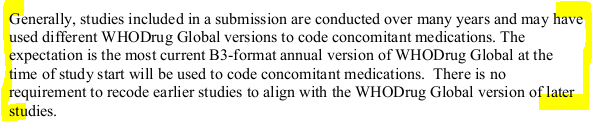 Generally, studies included in a submission are conducted over many years and may have
used different WHODrug Global versions to code concomitant medications. The
expectation is the most current B3-format annual version of WHODrug Global at the
time of study start will be used to code concomitant medications.  There is no
requirement to recode earlier studies to align with the WHODrug Global version of later
studies.